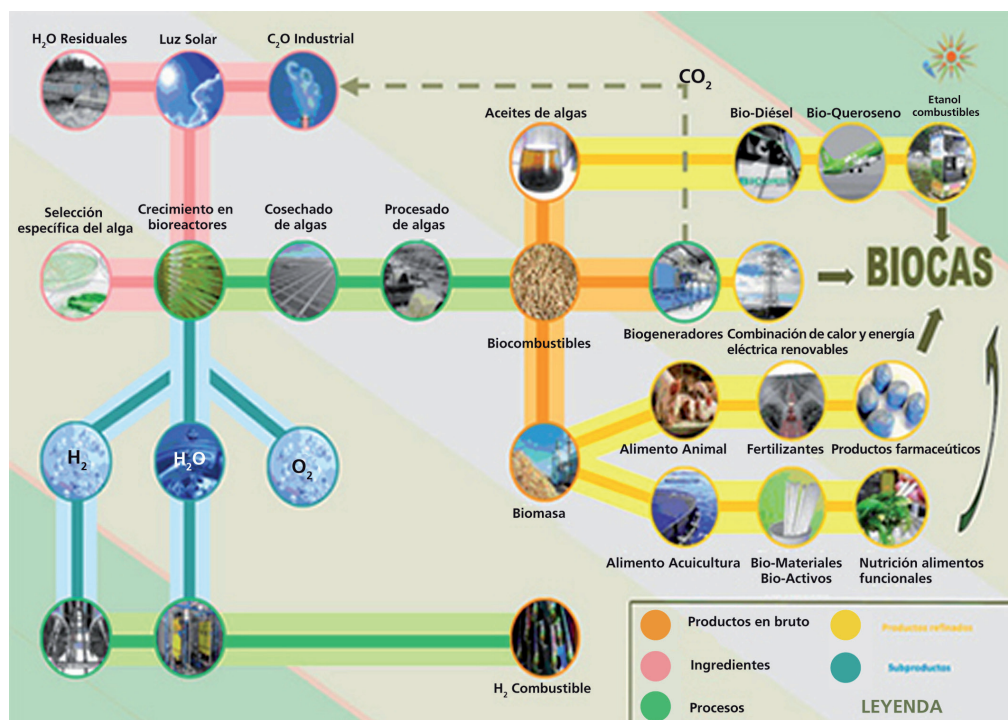 H₂O Residuales
Luz Solar
C₂O Industrial
CO₂
Aceites de algas
Bio-Diésel
Bio-Queroseno
Etanol
combustibles
Selección
específica del alga
Crecimiento en
bioreactores
Cosechado
de algas
Procesado
de algas
BIOCAS
Biocombustibles
Biogeneradores
Combinación de calor y energía
eléctrica renovables
H₂
H₂O
O₂
Alimento Animal
Fertilizantes
Productos farmaceúticos
Biomasa
Alimento Acuicultura
Bio-Materiales
Bio-Activos
Nutrición alimentos
funcionales
H₂ Combustible
Productos en bruto
Productos refinados
Ingredientes
Subproductos
Procesos
LEYENDA